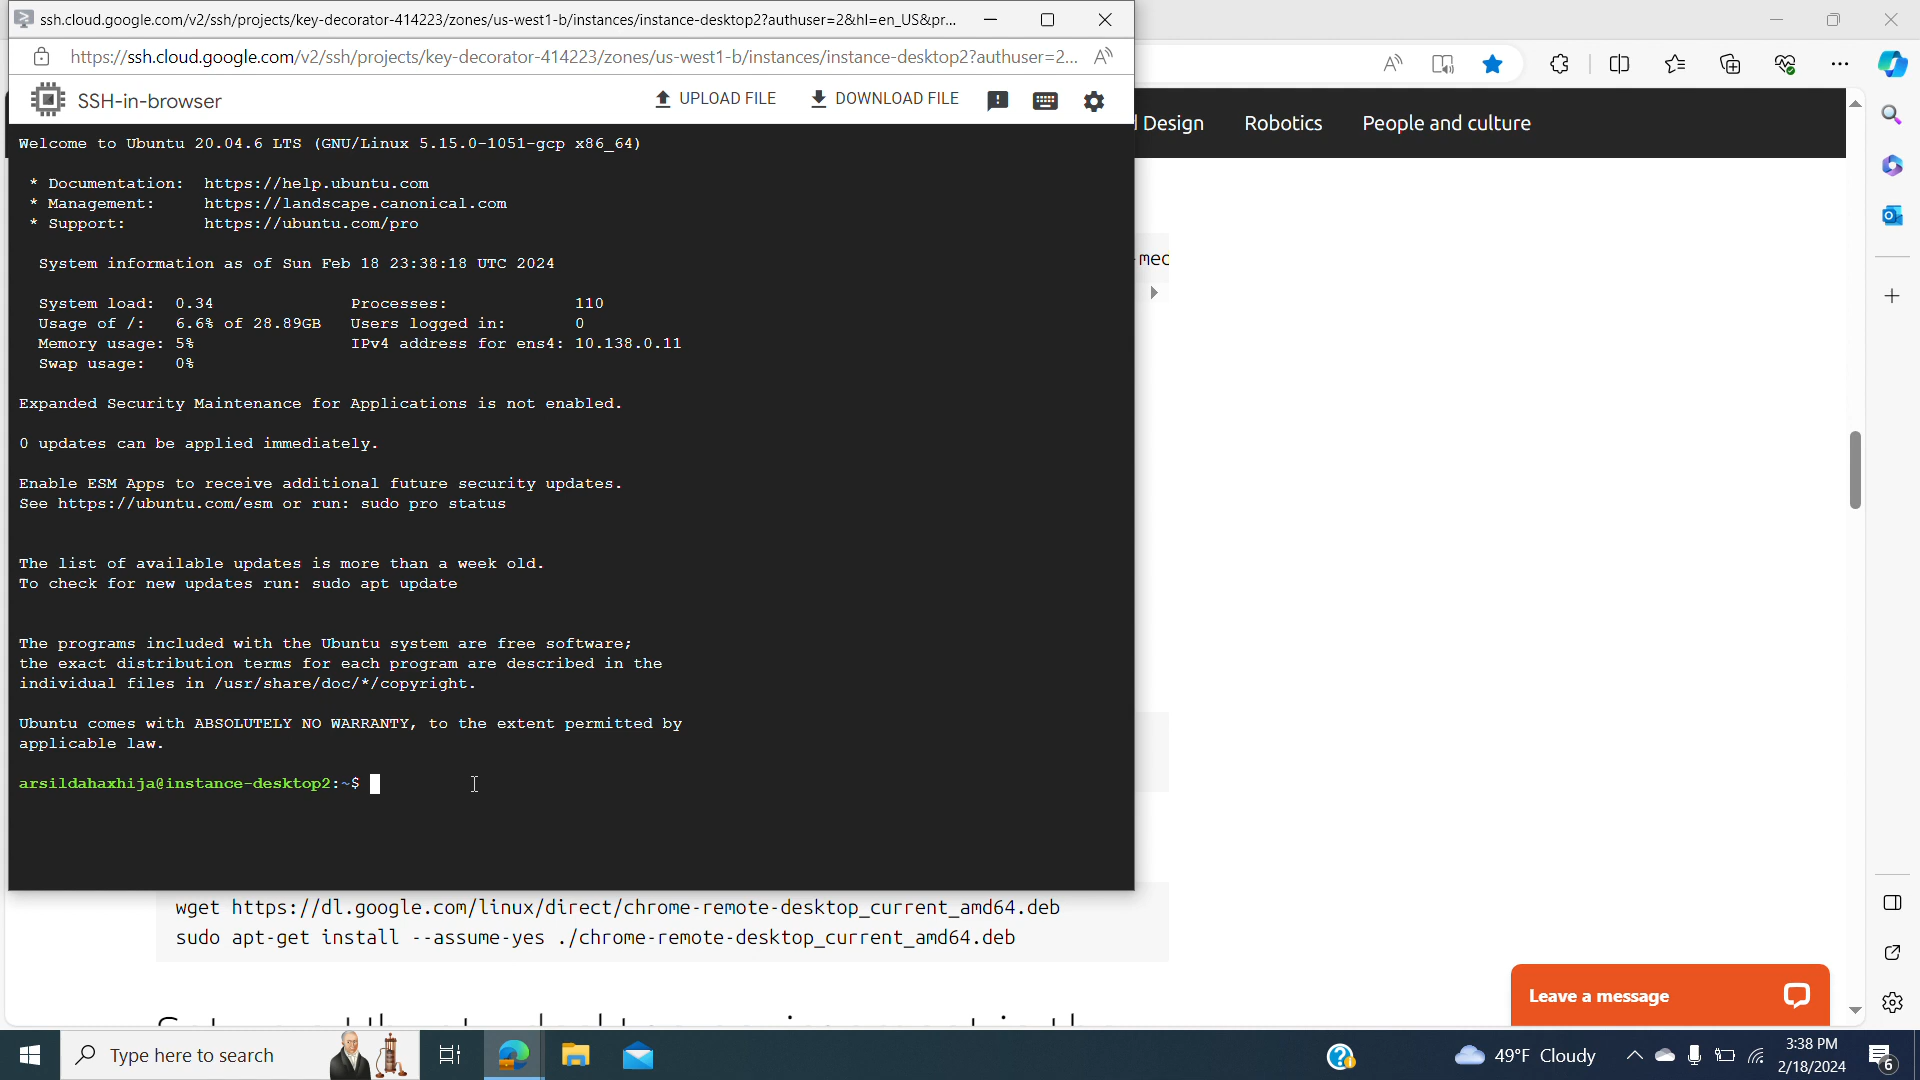 ssh.cloud.google.com/v2/ssh/projects/key-decorator-414223/zones/us-west1-b/instances/instance-desktop2?authuser=2&hl=en_US&pr...
https://ssh.cloud.google.com/v2/ssh/projects/key-decorator-414223/zones/us-west1-b/instances/instance-desktop2?authuser=2...
SSH-in-browser
UPLOAD FILE
DOWNLOAD FILE
Design
Robotics
People and culture
Welcome to Ubuntu 20.04.6 LTS (GNU/Linux 5.15.0-1051-gcp x86_64)
* Documentation: https://help.ubuntu.com
* Management: https://landscape.canonical.com
* Support: https://ubuntu.com/pro
System information as of Sun Feb 18 23:38:18 UTC 2024
System load: 0.34 Processes: 110
Usage of /: 6.6% of 28.89GB Users logged in: 0
Memory usage: 5% IPv4 address for ens4: 10.138.0.11
Swap usage: 0%
Expanded Security Maintenance for Applications is not enabled.
0 updates can be applied immediately.
Enable ESM Apps to receive additional future security updates.
See https://ubuntu.com/esm or run: sudo pro status
The list of available updates is more than a week old.
To check for new updates run: sudo apt update
The programs included with the Ubuntu system are free software;
the exact distribution terms for each program are described in the
individual files in /usr/share/doc/*/copyright.
Ubuntu comes with ABSOLUTELY NO WARRANTY, to the extent permitted by
applicable law.
arsildahaxhija@instance-desktop2:~$
wget https://dl.google.com/linux/direct/chrome-remote-desktop_current_amd64.deb
sudo apt-get install --assume-yes ./chrome-remote-desktop_current_amd64.deb
Leave a message
Type here to search
49°F Cloudy
3:38 PM
2/18/2024
6